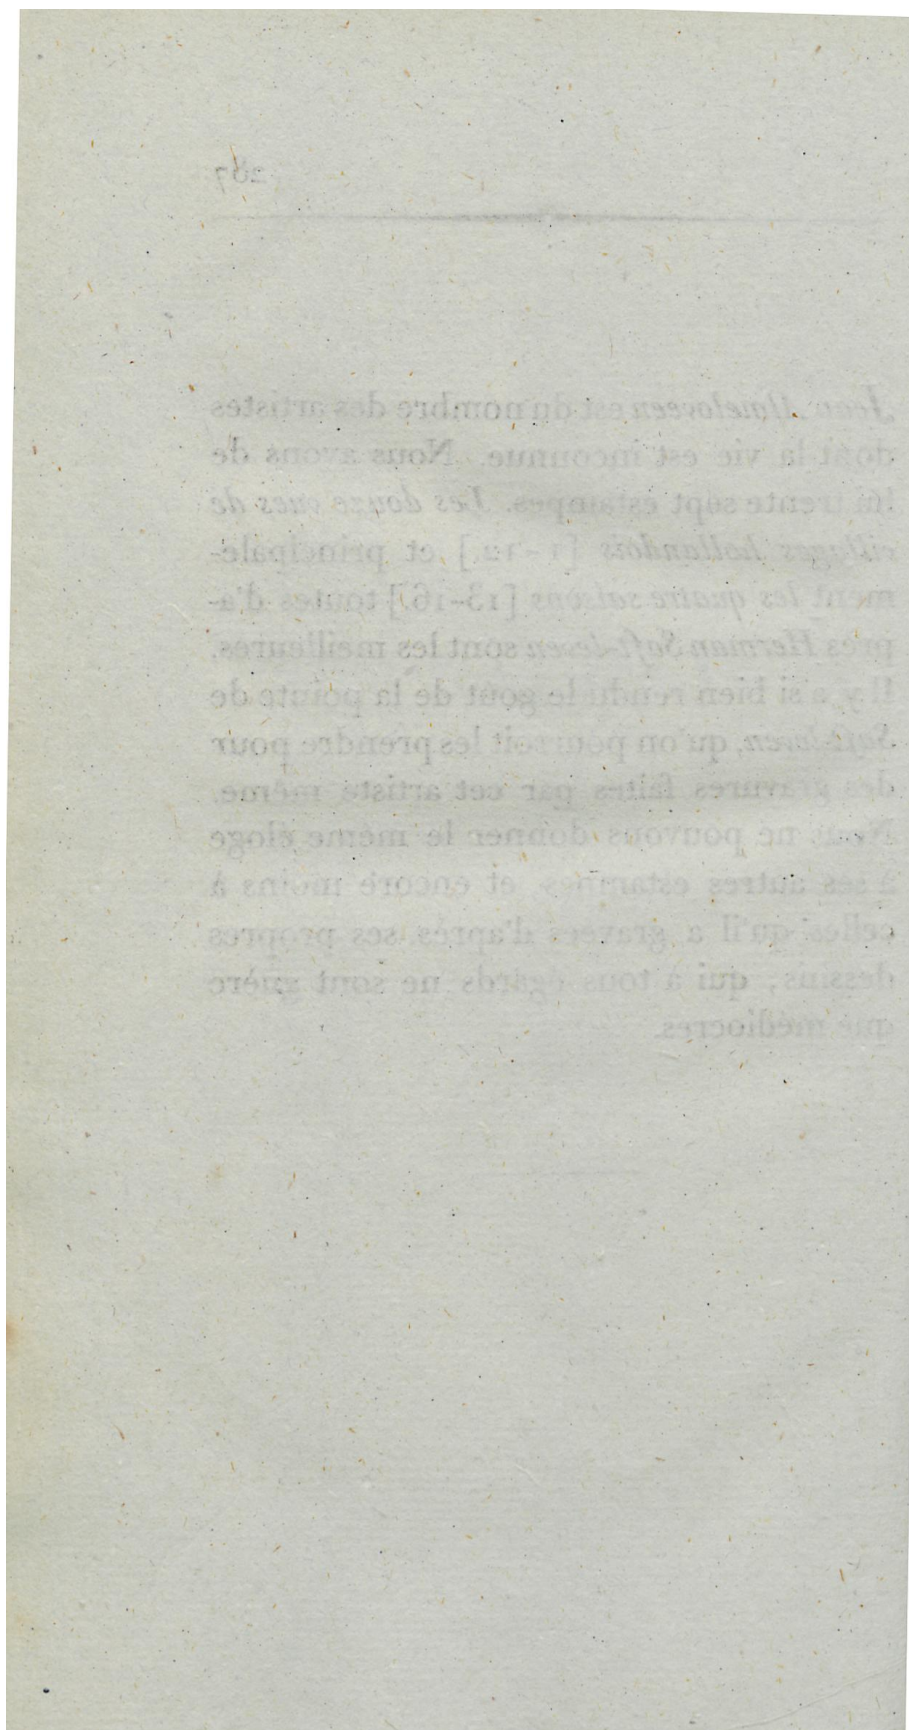 287
Jean Almeloveen est du nombre des artistes
dont la vie est inconnue. Nous avons de
lui trente sept estampes. Les douze vues de
villages hollandois [1-12.] et principale-
ment les quatre saisons [13-16.] toutes d'a-
près Herman Saft-leven sont les meilleures.
Il y a si bien rendu le goût de la pointe de
Saft-leven, qu'on pourroit les prendre pour
des gravures faites par cet artiste même.
Nous ne pouvons donner le même éloge
à ses autres estampes, et encore moins à
celles qu'il a gravées d'après ses propres
dessins, qui à tous égards ne sont guère
que médiocres.